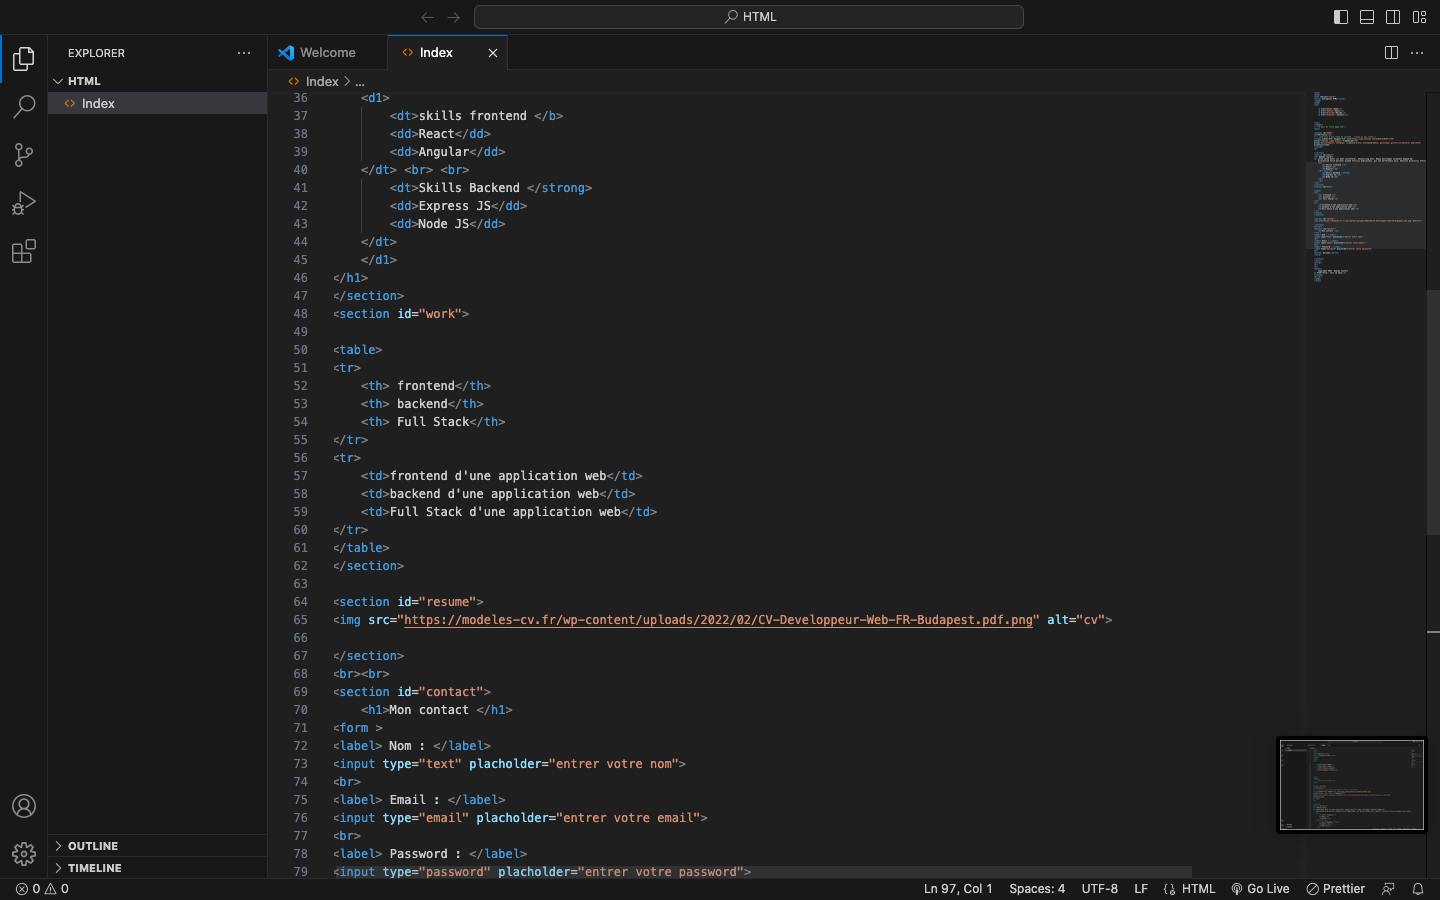 HTML
EXPLORER
Welcome
Index
HTML
Index
Index > ...
36 <d1>
37 <dt>skills frontend </b>
38 <dd>React</dd>
39 <dd>Angular</dd>
40 </dt> <br> <br>
41 <dt>Skills Backend </strong>
42 <dd>Express JS</dd>
43 <dd>Node JS</dd>
44 </dt>
45 </d1>
46 </h1>
47 </section>
48 <section id="work">
49
50 <table>
51 <tr>
52 <th> frontend</th>
53 <th> backend</th>
54 <th> Full Stack</th>
55 </tr>
56 <tr>
57 <td>frontend d'une application web</td>
58 <td>backend d'une application web</td>
59 <td>Full Stack d'une application web</td>
60 </tr>
61 </table>
62 </section>
63
64 <section id="resume">
65 <img src="https://modeles-cv.fr/wp-content/uploads/2022/02/CV-Developpeur-Web-FR-Budapest.pdf.png" alt="cv">
66
67 </section>
68 <br><br>
69 <section id="contact">
70 <h1>Mon contact </h1>
71 <form >
72 <label> Nom : </label>
73 <input type="text" placholder="entrer votre nom">
74 <br>
75 <label> Email : </label>
76 <input type="email" placholder="entrer votre email">
77 <br>
78 <label> Password : </label>
79 <input type="password" placholder="entrer votre password">
OUTLINE
TIMELINE
0 0
Ln 97, Col 1
Spaces: 4
UTF-8
LF
HTML
Go Live
Prettier